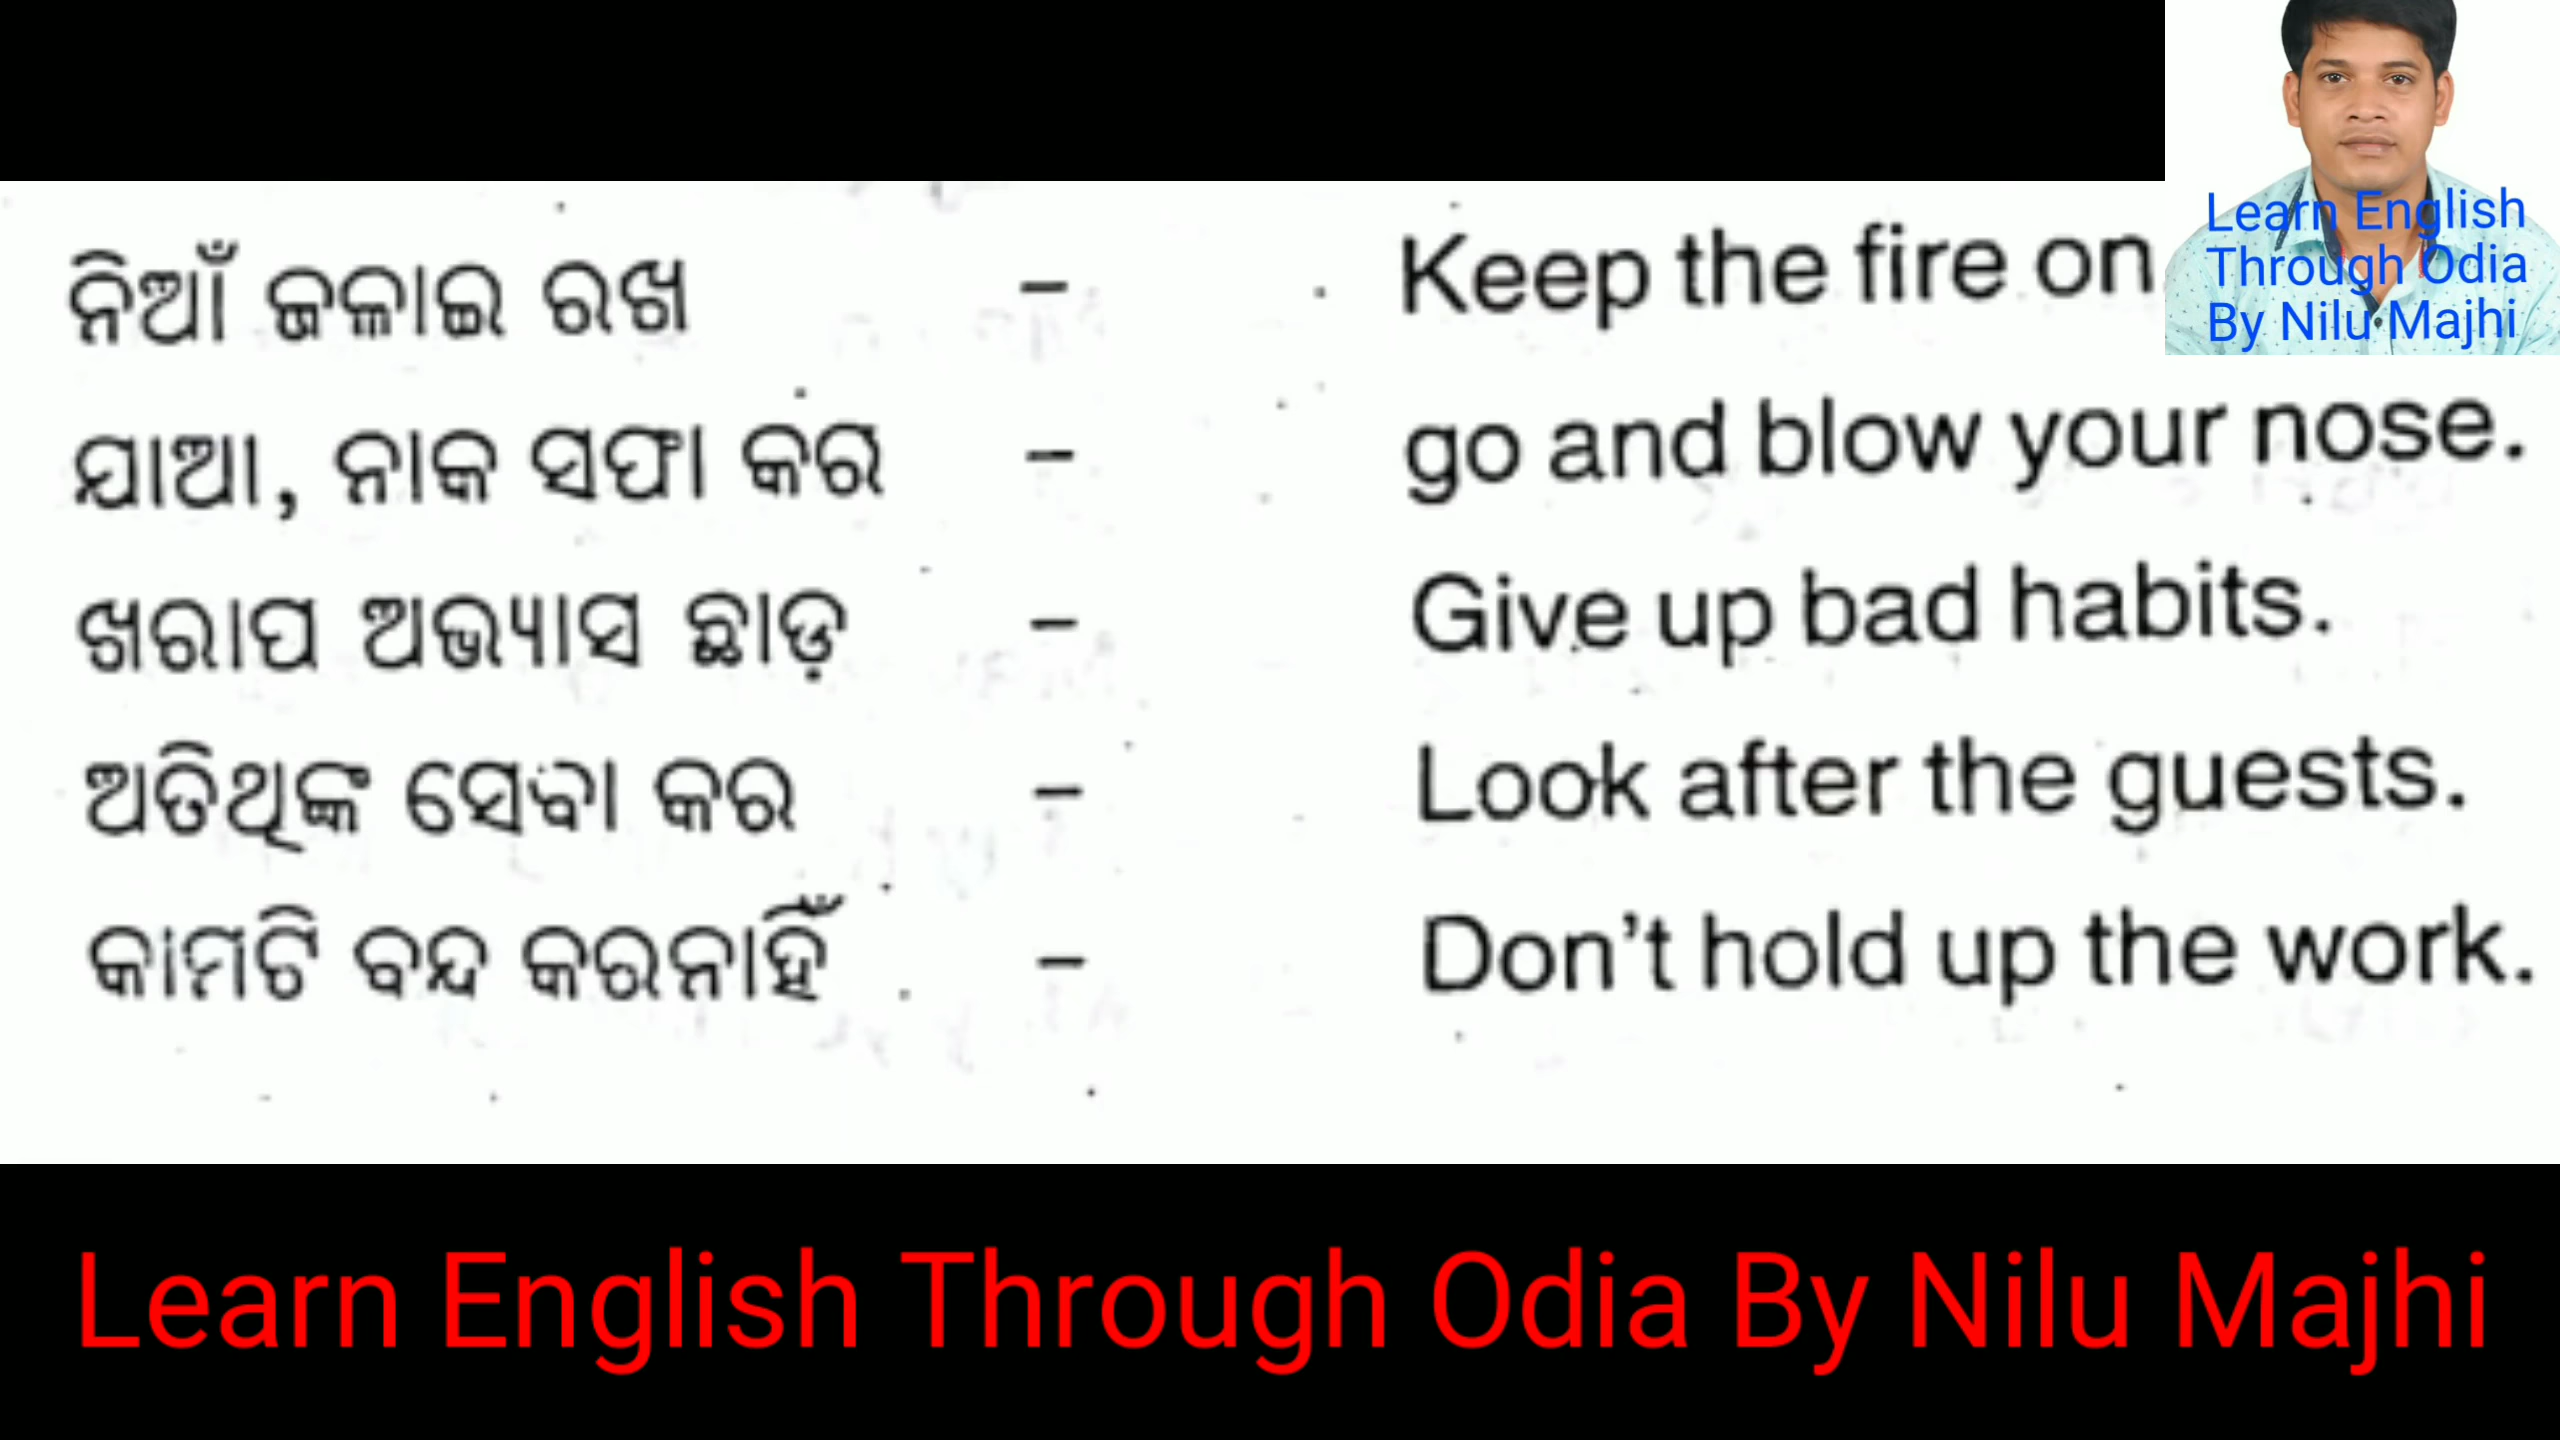 ନିଆଁ ଜଳାଇ ରଖ – Keep the fire on
ଯାଆ, ନାକ ସଫା କର – go and blow your nose.
ଖରାପ ଅଭ୍ୟାସ ଛାଡ଼ – Give up bad habits.
ଅତିଥିଙ୍କ ସେବା କର – Look after the guests.
କାମଟି ବନ୍ଦ କରନାହିଁ – Don't hold up the work.
Learn English
Through Odia
By Nilu Majhi
Learn English Through Odia By Nilu Majhi